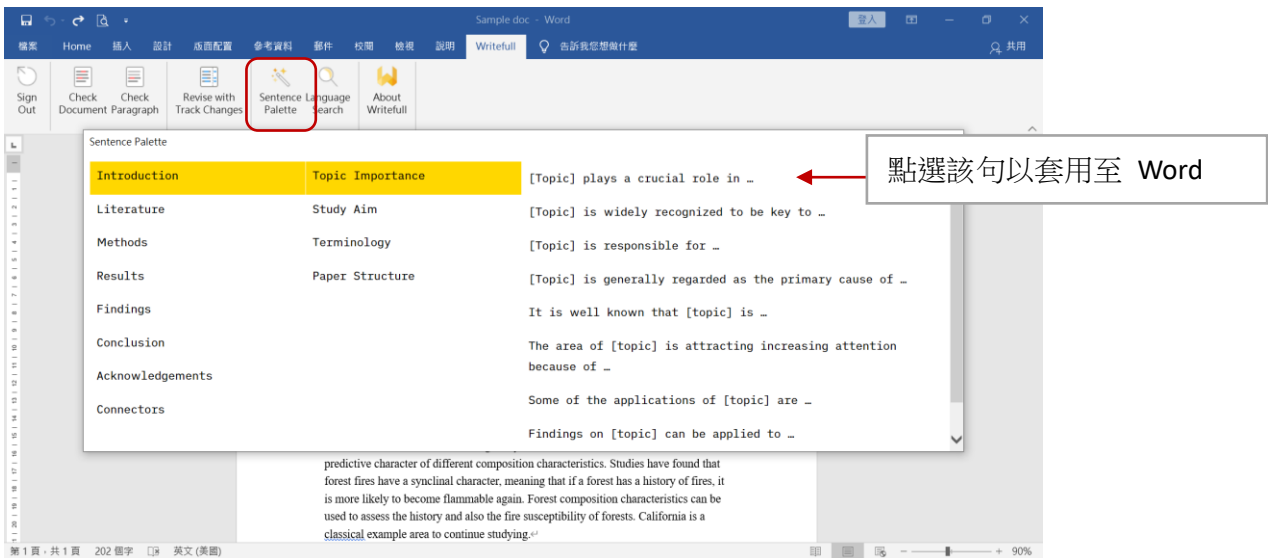 Sample doc - Word
登入
檔案 Home 插入 設計 版面配置 參考資料 郵件 校閱 檢視 說明 Writefull 告訴我您想做什麼 共用
Sign Out
Check Document
Check Paragraph
Revise with Track Changes
Sentence Palette
Language Search
About Writefull
Sentence Palette
點選該句以套用至 Word
Introduction
Literature
Methods
Results
Findings
Conclusion
Acknowledgements
Connectors
Topic Importance
Study Aim
Terminology
Paper Structure
[Topic] plays a crucial role in …
[Topic] is widely recognized to be key to …
[Topic] is responsible for …
[Topic] is generally regarded as the primary cause of …
It is well known that [topic] is …
The area of [topic] is attracting increasing attention
because of …
Some of the applications of [topic] are …
Findings on [topic] can be applied to …
predictive character of different composition characteristics. Studies have found that
forest fires have a synclinal character, meaning that if a forest has a history of fires, it
is more likely to become flammable again. Forest composition characteristics can be
used to assess the history and also the fire susceptibility of forests. California is a
classical example area to continue studying.
第 1 頁，共 1 頁 202 個字 英文 (美國) 90%